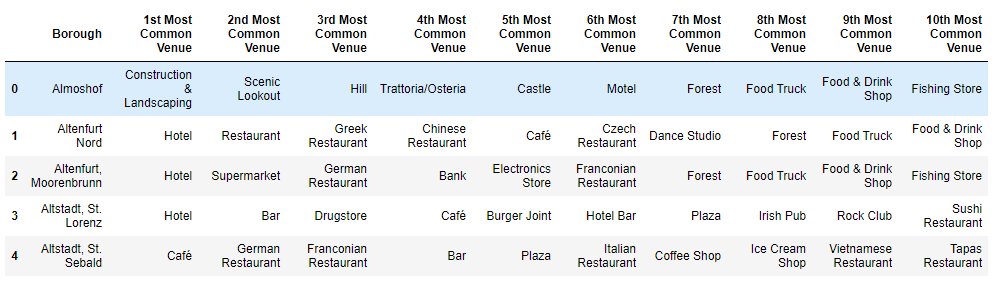 Borough 1st Most Common Venue 2nd Most Common Venue 3rd Most Common Venue 4th Most Common Venue 5th Most Common Venue 6th Most Common Venue 7th Most Common Venue 8th Most Common Venue 9th Most Common Venue 10th Most Common Venue
0 Almoshof Construction & Landscaping Scenic Lookout Hill Trattoria/Osteria Castle Motel Forest Food Truck Food & Drink Shop Fishing Store
1 Altenfurt Nord Hotel Restaurant Greek Restaurant Chinese Restaurant Café Czech Restaurant Dance Studio Forest Food Truck Food & Drink Shop
2 Altenfurt, Moorenbrunn Hotel Supermarket German Restaurant Bank Electronics Store Franconian Restaurant Forest Food Truck Food & Drink Shop Fishing Store
3 Altstadt, St. Lorenz Hotel Bar Drugstore Café Burger Joint Hotel Bar Plaza Irish Pub Rock Club Sushi Restaurant
4 Altstadt, St. Sebald Café German Restaurant Franconian Restaurant Bar Plaza Italian Restaurant Coffee Shop Ice Cream Shop Vietnamese Restaurant Tapas Restaurant